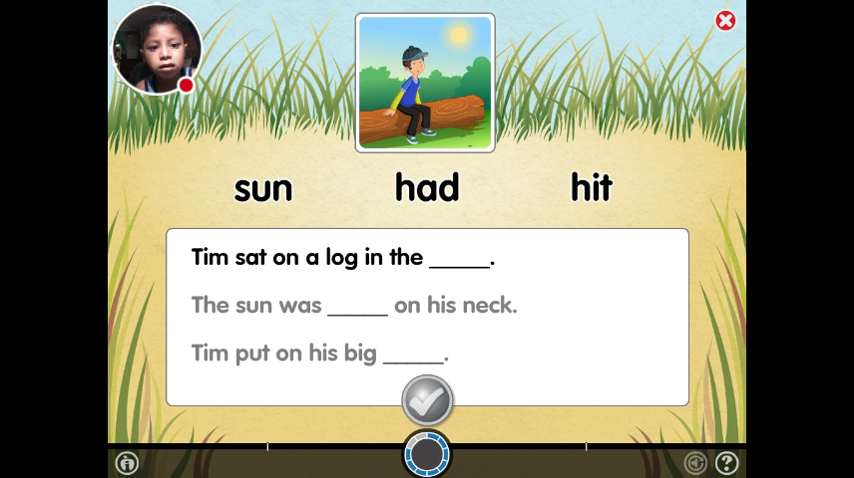 sun had hit
Tim sat on a log in the _____.
The sun was _____ on his neck.
Tim put on his big _____.
?